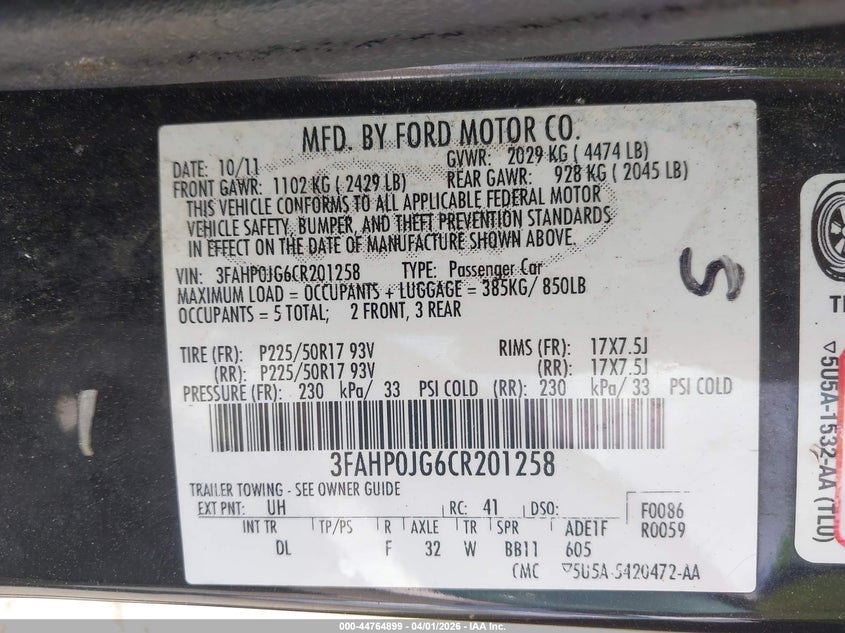 MFD. BY FORD MOTOR CO.
DATE: 10/11 GVWR: 2029 KG ( 4474 LB)
FRONT GAWR: 1102 KG ( 2429 LB) REAR GAWR: 928 KG ( 2045 LB)
THIS VEHICLE CONFORMS TO ALL APPLICABLE FEDERAL MOTOR
VEHICLE SAFETY, BUMPER, AND THEFT PREVENTION STANDARDS
IN EFFECT ON THE DATE OF MANUFACTURE SHOWN ABOVE.
VIN: 3FAHP0JG6CR201258 TYPE: Passenger Car
MAXIMUM LOAD = OCCUPANTS + LUGGAGE = 385KG/ 850LB
OCCUPANTS = 5 TOTAL; 2 FRONT, 3 REAR
S
TIRE (FR): P225/50R17 93V RIMS (FR): 17X7.5J
(RR): P225/50R17 93V (RR): 17X7.5J
PRESSURE (FR): 230 kPa/ 33 PSI COLD (RR): 230 kPa/ 33 PSI COLD
3FAHP0JG6CR201258
TRAILER TOWING - SEE OWNER GUIDE
EXT PNT: UH RC: 41 DSO: F0086
INT TR TP/PS R AXLE TR SPR ADE1F R0059
DL F 32 W BB11 605
CMC 5U5A-5420472-AA
5U5A-1532-AA (TLU)
000-44764899 - 04/01/2026 - IAA Inc.